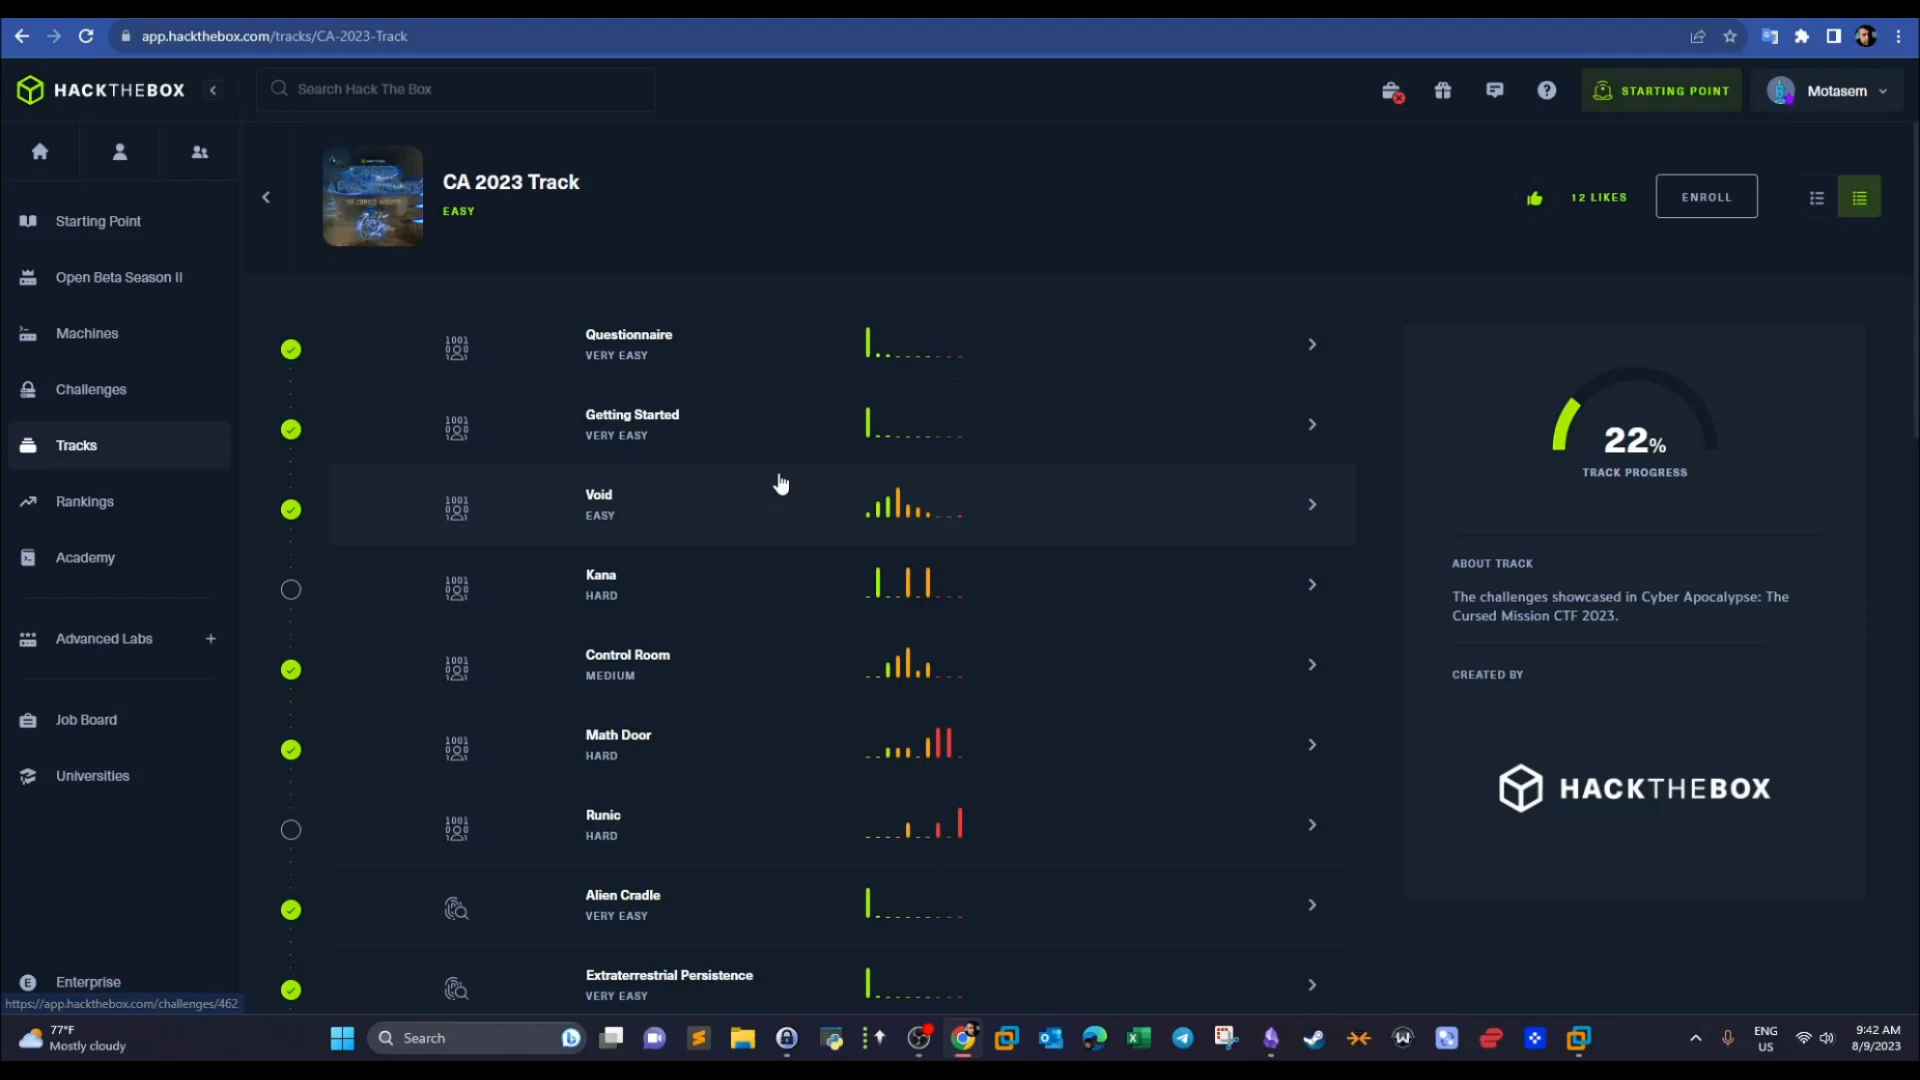 app.hackthebox.com/tracks/CA-2023-Track
HACKTHEBOX
Search Hack The Box
STARTING POINT
Motasem
CA 2023 Track
EASY
12 LIKES
ENROLL
Starting Point
Open Beta Season II
Machines
Challenges
Tracks
Rankings
Academy
Advanced Labs
Job Board
Universities
Enterprise
https://app.hackthebox.com/challenges/462
Questionnaire
VERY EASY
Getting Started
VERY EASY
Void
EASY
Kana
HARD
Control Room
MEDIUM
Math Door
HARD
Runic
HARD
Alien Cradle
VERY EASY
Extraterrestrial Persistence
VERY EASY
22%
TRACK PROGRESS
ABOUT TRACK
The challenges showcased in Cyber Apocalypse: The
Cursed Mission CTF 2023.
CREATED BY
HACKTHEBOX
77°F
Mostly cloudy
Search
ENG
US
9:42 AM
8/9/2023